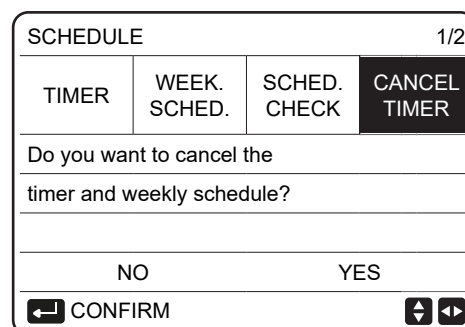 SCHEDULE 1/2
TIMER
WEEK.
SCHED.
SCHED.
CHECK
CANCEL
TIMER
Do you want to cancel the
timer and weekly schedule?
NO YES
CONFIRM